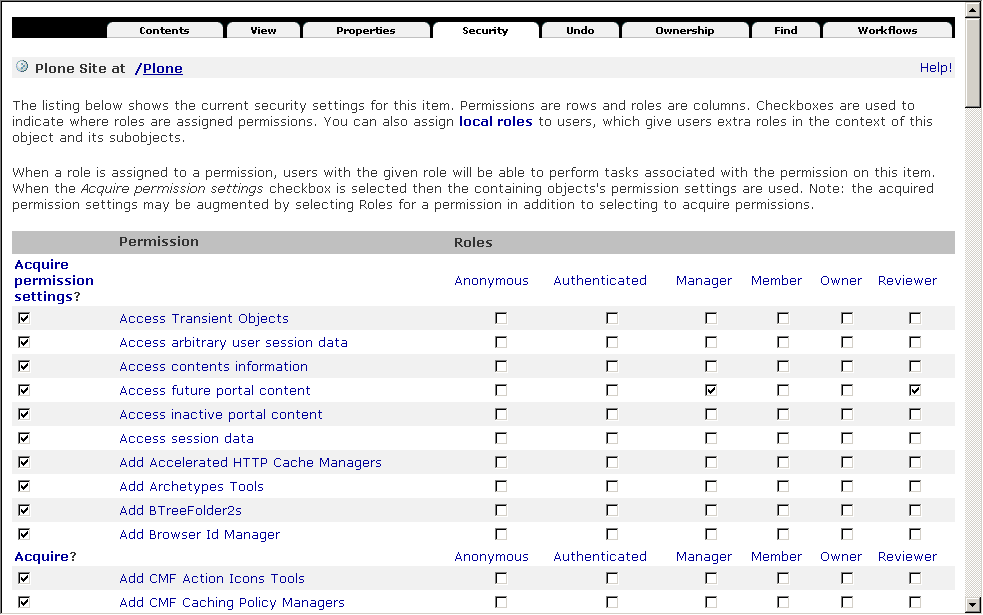 Contents View Properties Security Undo Ownership Find Workflows
Plone Site at /Plone Help!
The listing below shows the current security settings for this item. Permissions are rows and roles are columns. Checkboxes are used to
indicate where roles are assigned permissions. You can also assign local roles to users, which give users extra roles in the context of this
object and its subobjects.
When a role is assigned to a permission, users with the given role will be able to perform tasks associated with the permission on this item.
When the Acquire permission settings checkbox is selected then the containing objects's permission settings are used. Note: the acquired
permission settings may be augmented by selecting Roles for a permission in addition to selecting to acquire permissions.
Permission Roles
Acquire
permission
settings?
Anonymous Authenticated Manager Member Owner Reviewer
Access Transient Objects
Access arbitrary user session data
Access contents information
Access future portal content
Access inactive portal content
Access session data
Add Accelerated HTTP Cache Managers
Add Archetypes Tools
Add BTreeFolder2s
Add Browser Id Manager
Acquire? Anonymous Authenticated Manager Member Owner Reviewer
Add CMF Action Icons Tools
Add CMF Caching Policy Managers